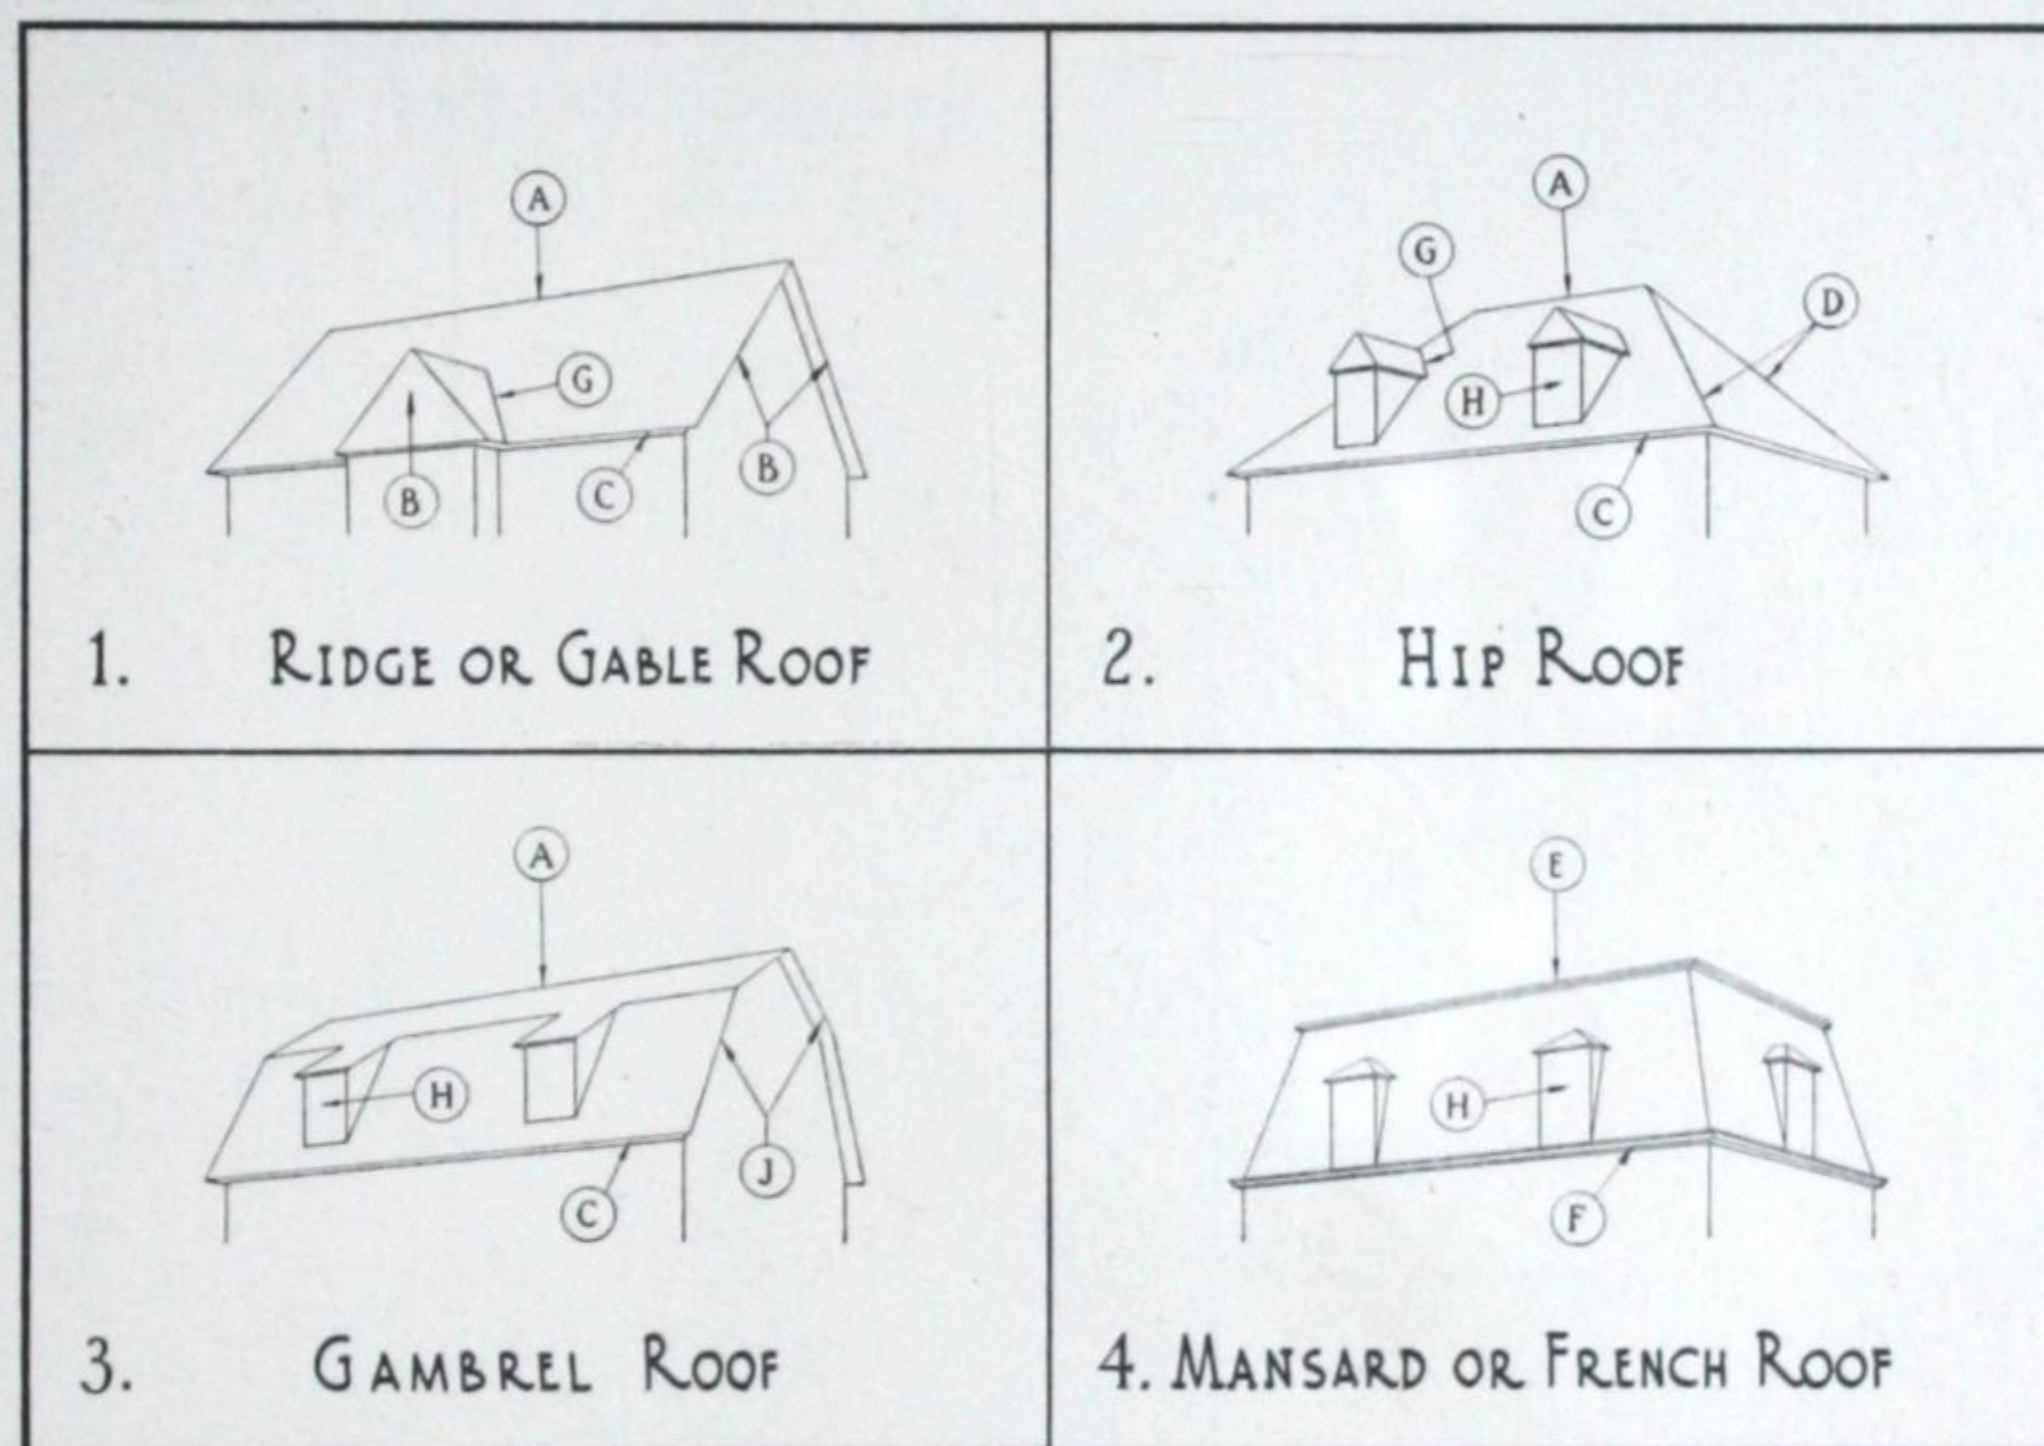 A
G
B
C
B
1. RIDGE OR GABLE ROOF
A
G
D
H
C
2. HIP ROOF
A
H
C
J
3. GAMBREL ROOF
E
H
F
4. MANSARD OR FRENCH ROOF